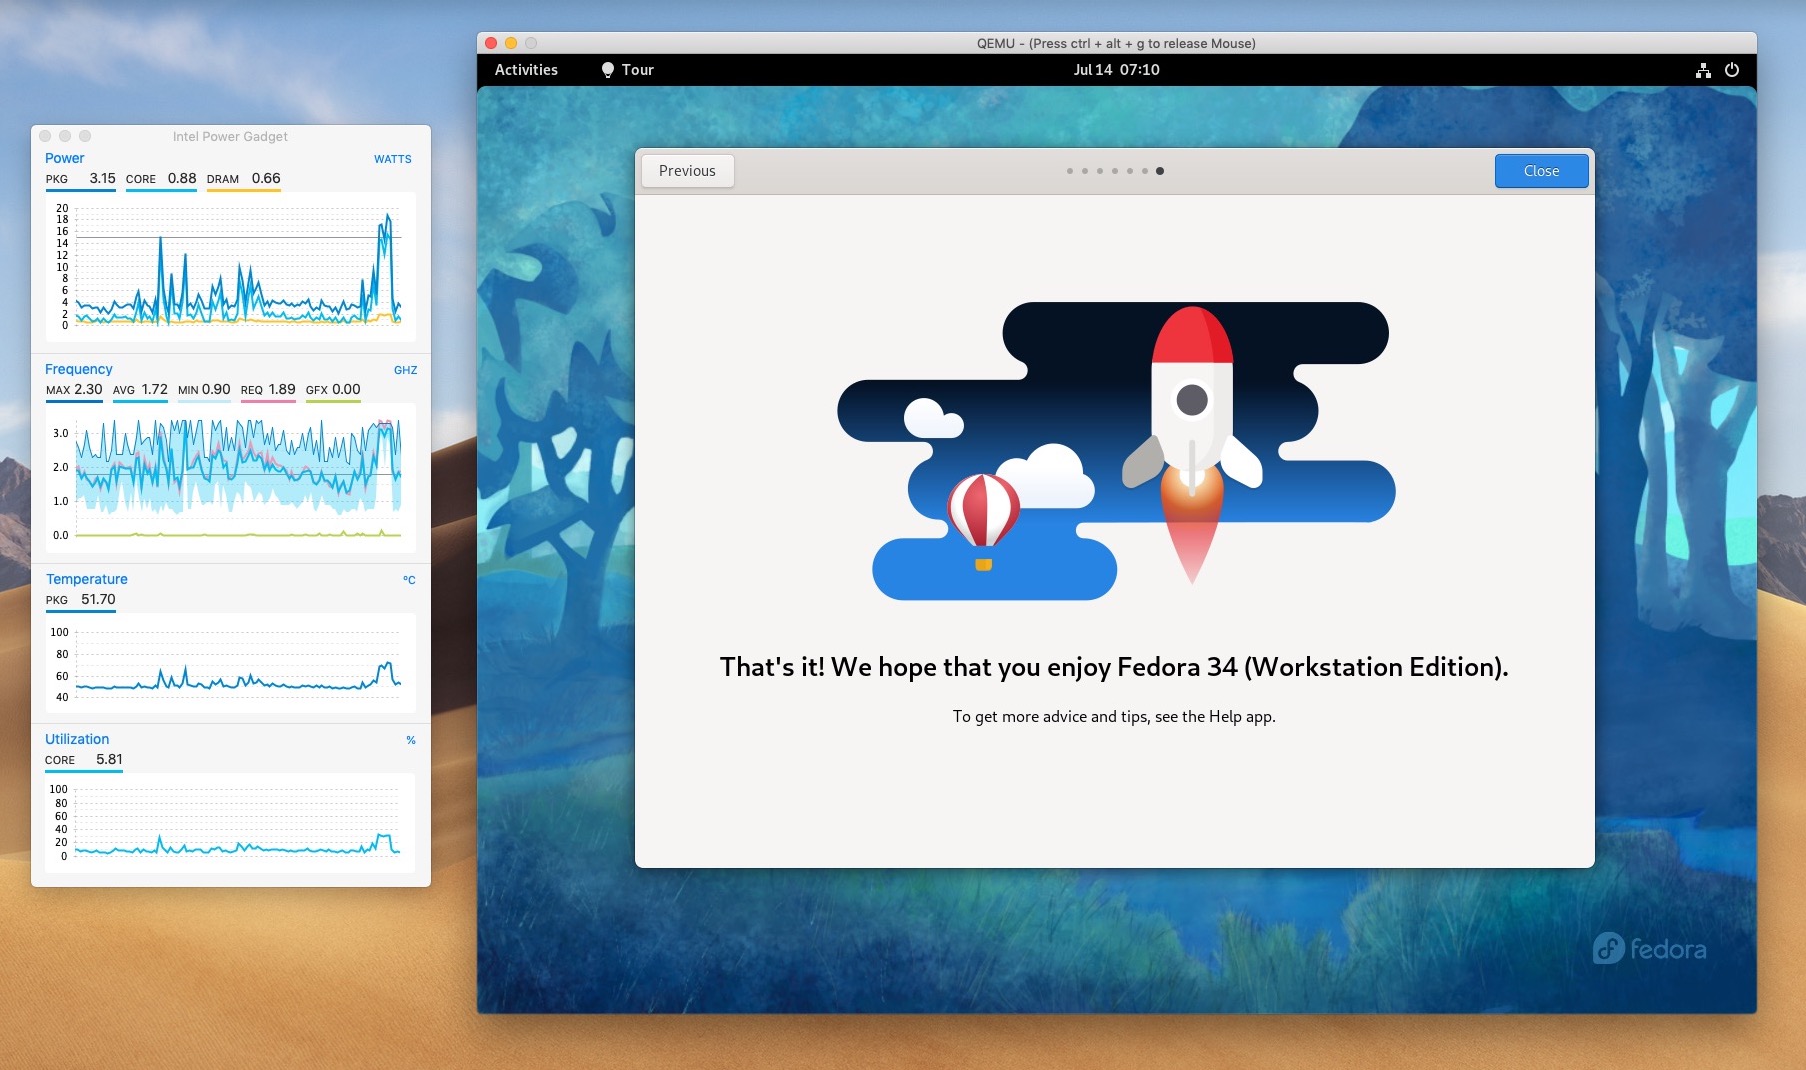 Intel Power Gadget
Power WATTS
PKG 3.15 CORE 0.88 DRAM 0.66
20
18
16
14
12
10
8
6
4
2
0
Frequency GHZ
MAX 2.30 AVG 1.72 MIN 0.90 REQ 1.89 GFX 0.00
3.0
2.0
1.0
0.0
Temperature °C
PKG 51.70
100
80
60
40
Utilization %
CORE 5.81
100
80
60
40
20
0
QEMU - (Press ctrl + alt + g to release Mouse)
Activities Tour Jul 14 07:10
Previous Close
That's it! We hope that you enjoy Fedora 34 (Workstation Edition).
To get more advice and tips, see the Help app.
fedora